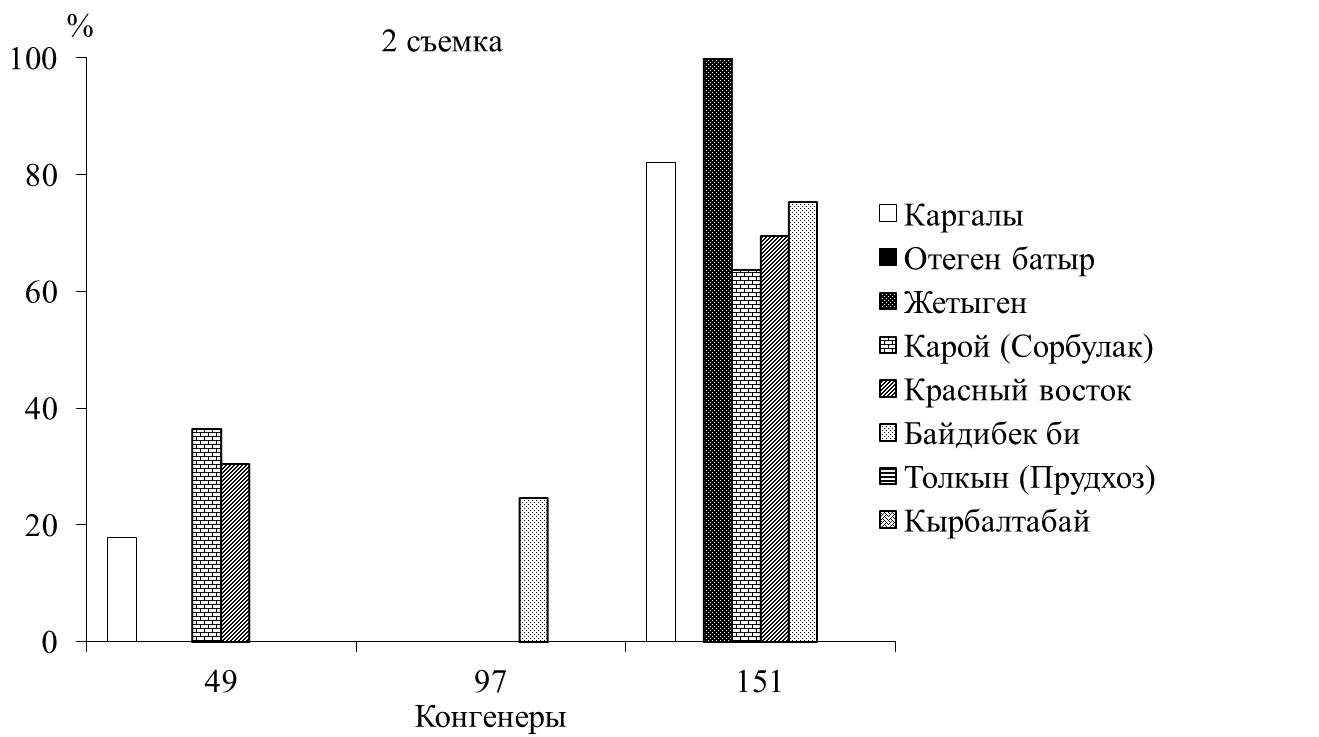 %
2 съемка
100
80
60
40
20
0
49 97 151
Конгенеры
Каргалы
Отеген батыр
Жетыген
Карой (Сорбулак)
Красный восток
Байдибек би
Толкын (Прудхоз)
Кырбалтабай